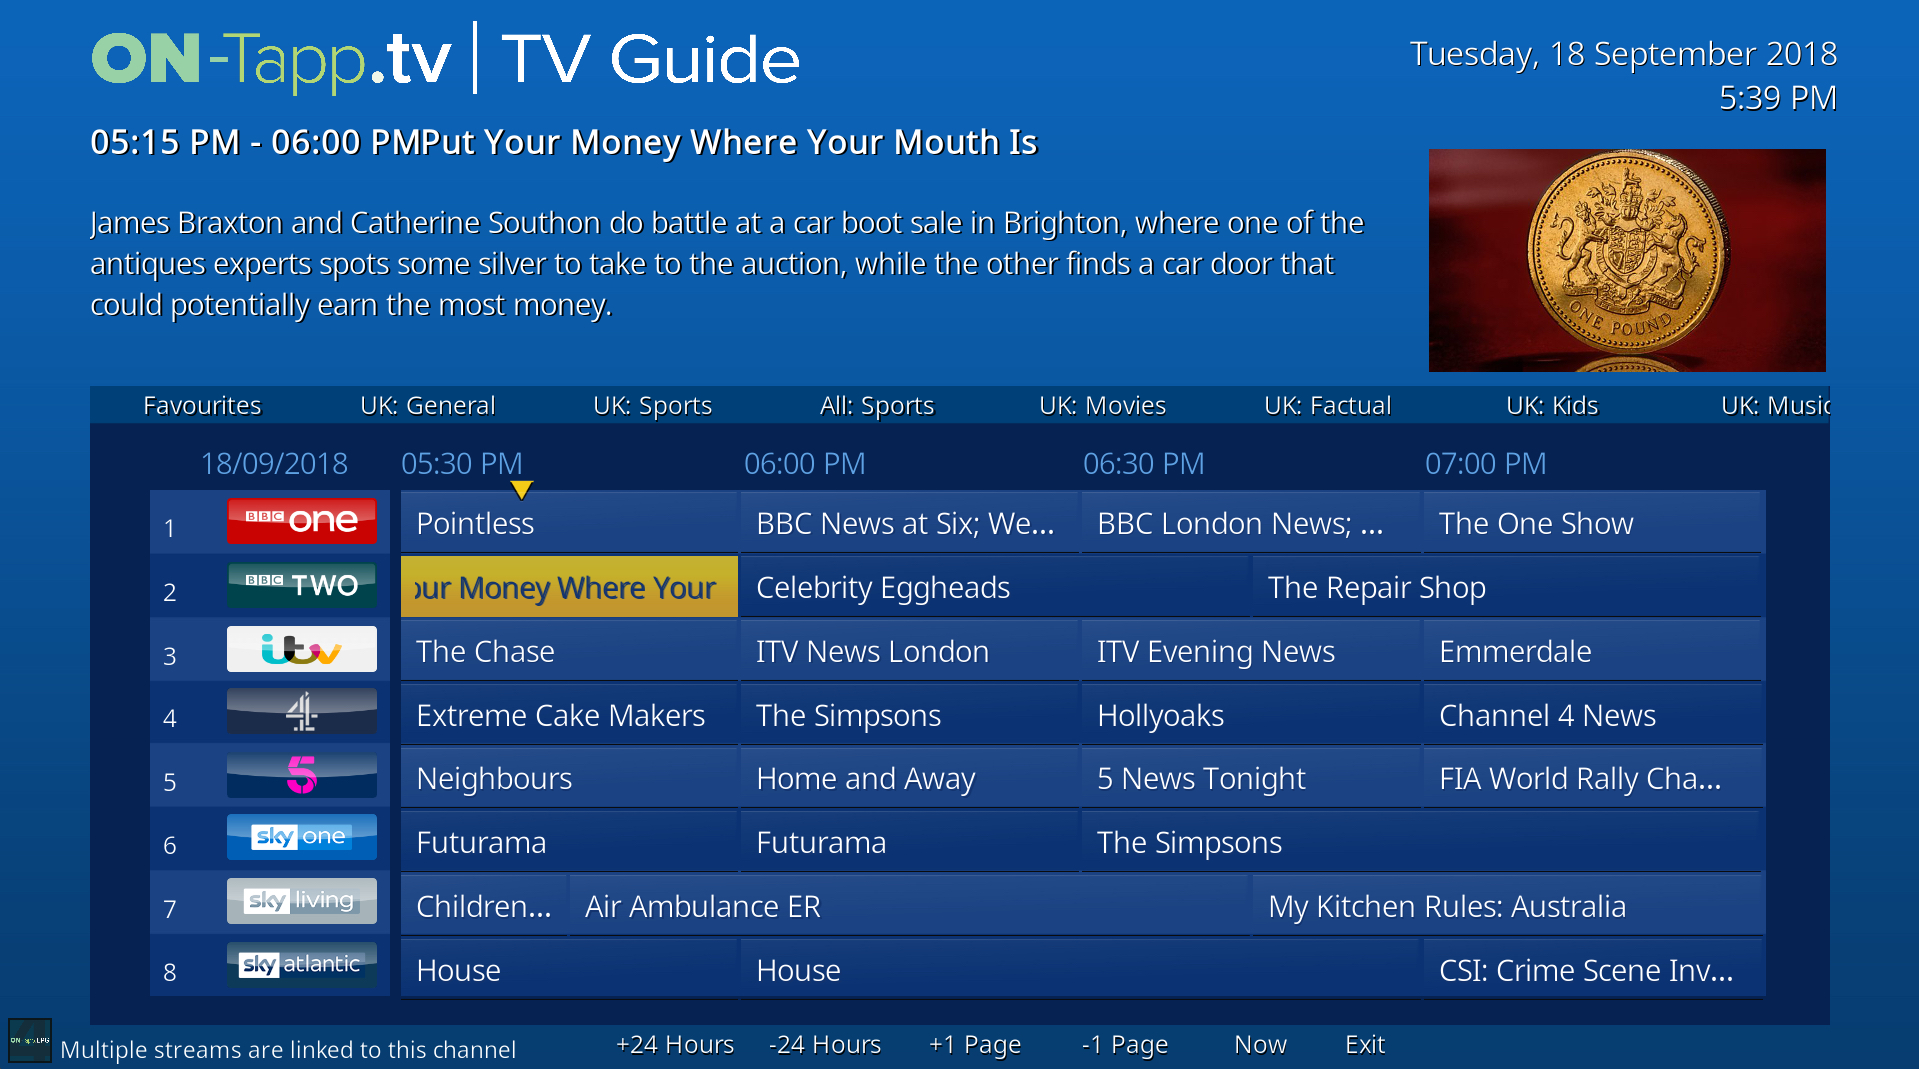 ON-Tapp.tv | TV Guide
Tuesday, 18 September 2018
5:39 PM
05:15 PM - 06:00 PMPut Your Money Where Your Mouth Is
James Braxton and Catherine Southon do battle at a car boot sale in Brighton, where one of the
antiques experts spots some silver to take to the auction, while the other finds a car door that
could potentially earn the most money.
ONE POUND
Favourites UK: General UK: Sports All: Sports UK: Movies UK: Factual UK: Kids UK: Music
18/09/2018 05:30 PM 06:00 PM 06:30 PM 07:00 PM
1 BBC one Pointless BBC News at Six; We... BBC London News; ... The One Show
2 BBC TWO our Money Where Your Celebrity Eggheads The Repair Shop
3 itv The Chase ITV News London ITV Evening News Emmerdale
4 4 Extreme Cake Makers The Simpsons Hollyoaks Channel 4 News
5 5 Neighbours Home and Away 5 News Tonight FIA World Rally Cha...
6 sky one Futurama Futurama The Simpsons
7 sky living Children... Air Ambulance ER My Kitchen Rules: Australia
8 sky atlantic House House CSI: Crime Scene Inv...
Multiple streams are linked to this channel +24 Hours -24 Hours +1 Page -1 Page Now Exit